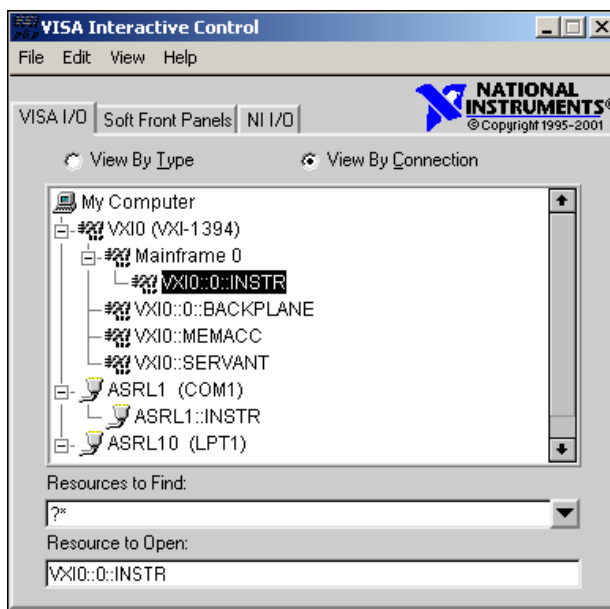 VISA Interactive Control
File Edit View Help
NATIONAL
INSTRUMENTS®
© Copyright 1995-2001
VISA I/O Soft Front Panels NI I/O
View By Type View By Connection
My Computer
VXI0 (VXI-1394)
Mainframe 0
VXI0::0::INSTR
VXI0::0::BACKPLANE
VXI0::MEMACC
VXI0::SERVANT
ASRL1 (COM1)
ASRL1::INSTR
ASRL10 (LPT1)
Resources to Find:
?*
Resource to Open:
VXI0::0::INSTR